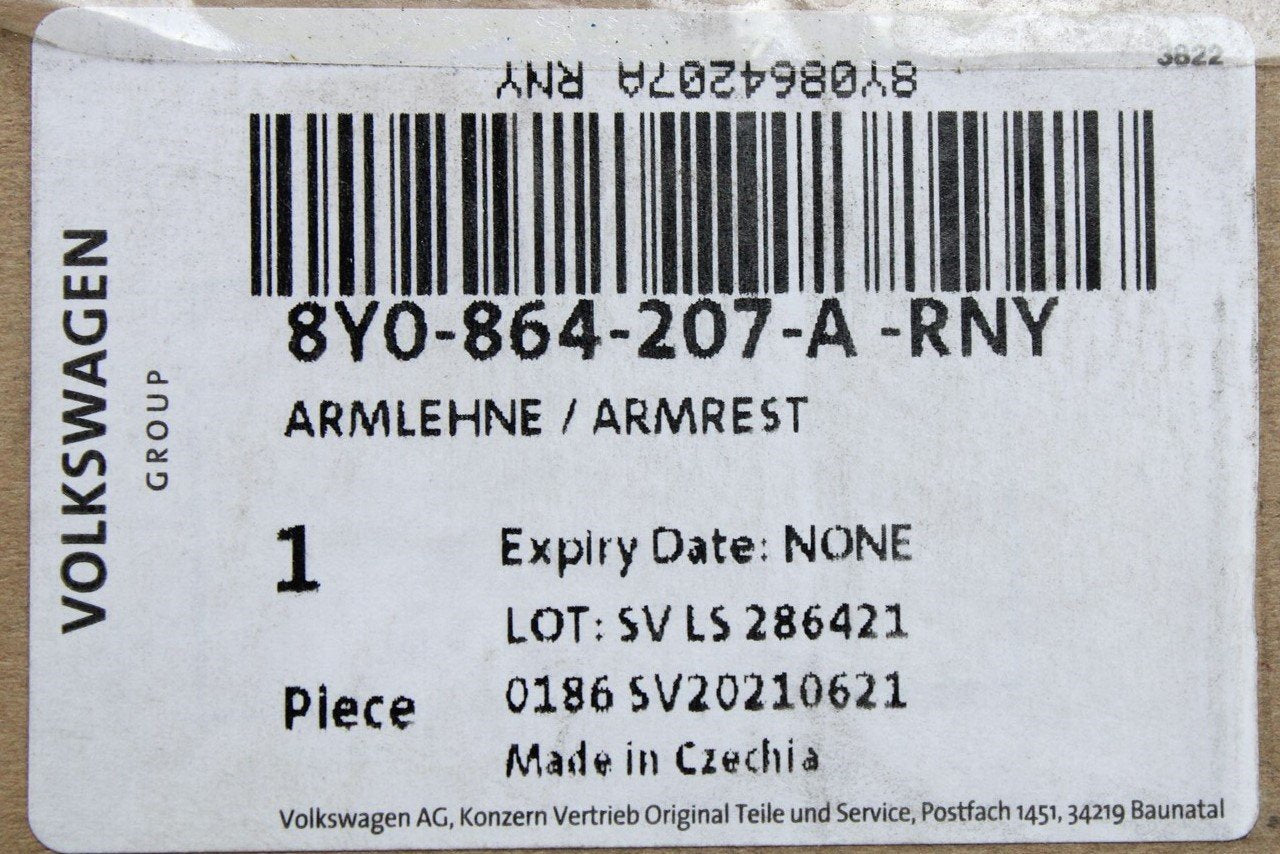 3622
8Y0864207A RNY
8Y0-864-207-A -RNY
ARMLEHNE / ARMREST
1
Piece
Expiry Date: NONE
LOT: SV LS 286421
0186 SV20210621
Made in Czechia
Volkswagen AG, Konzern Vertrieb Original Teile und Service, Postfach 1451, 34219 Baunatal
VOLKSWAGEN
GROUP